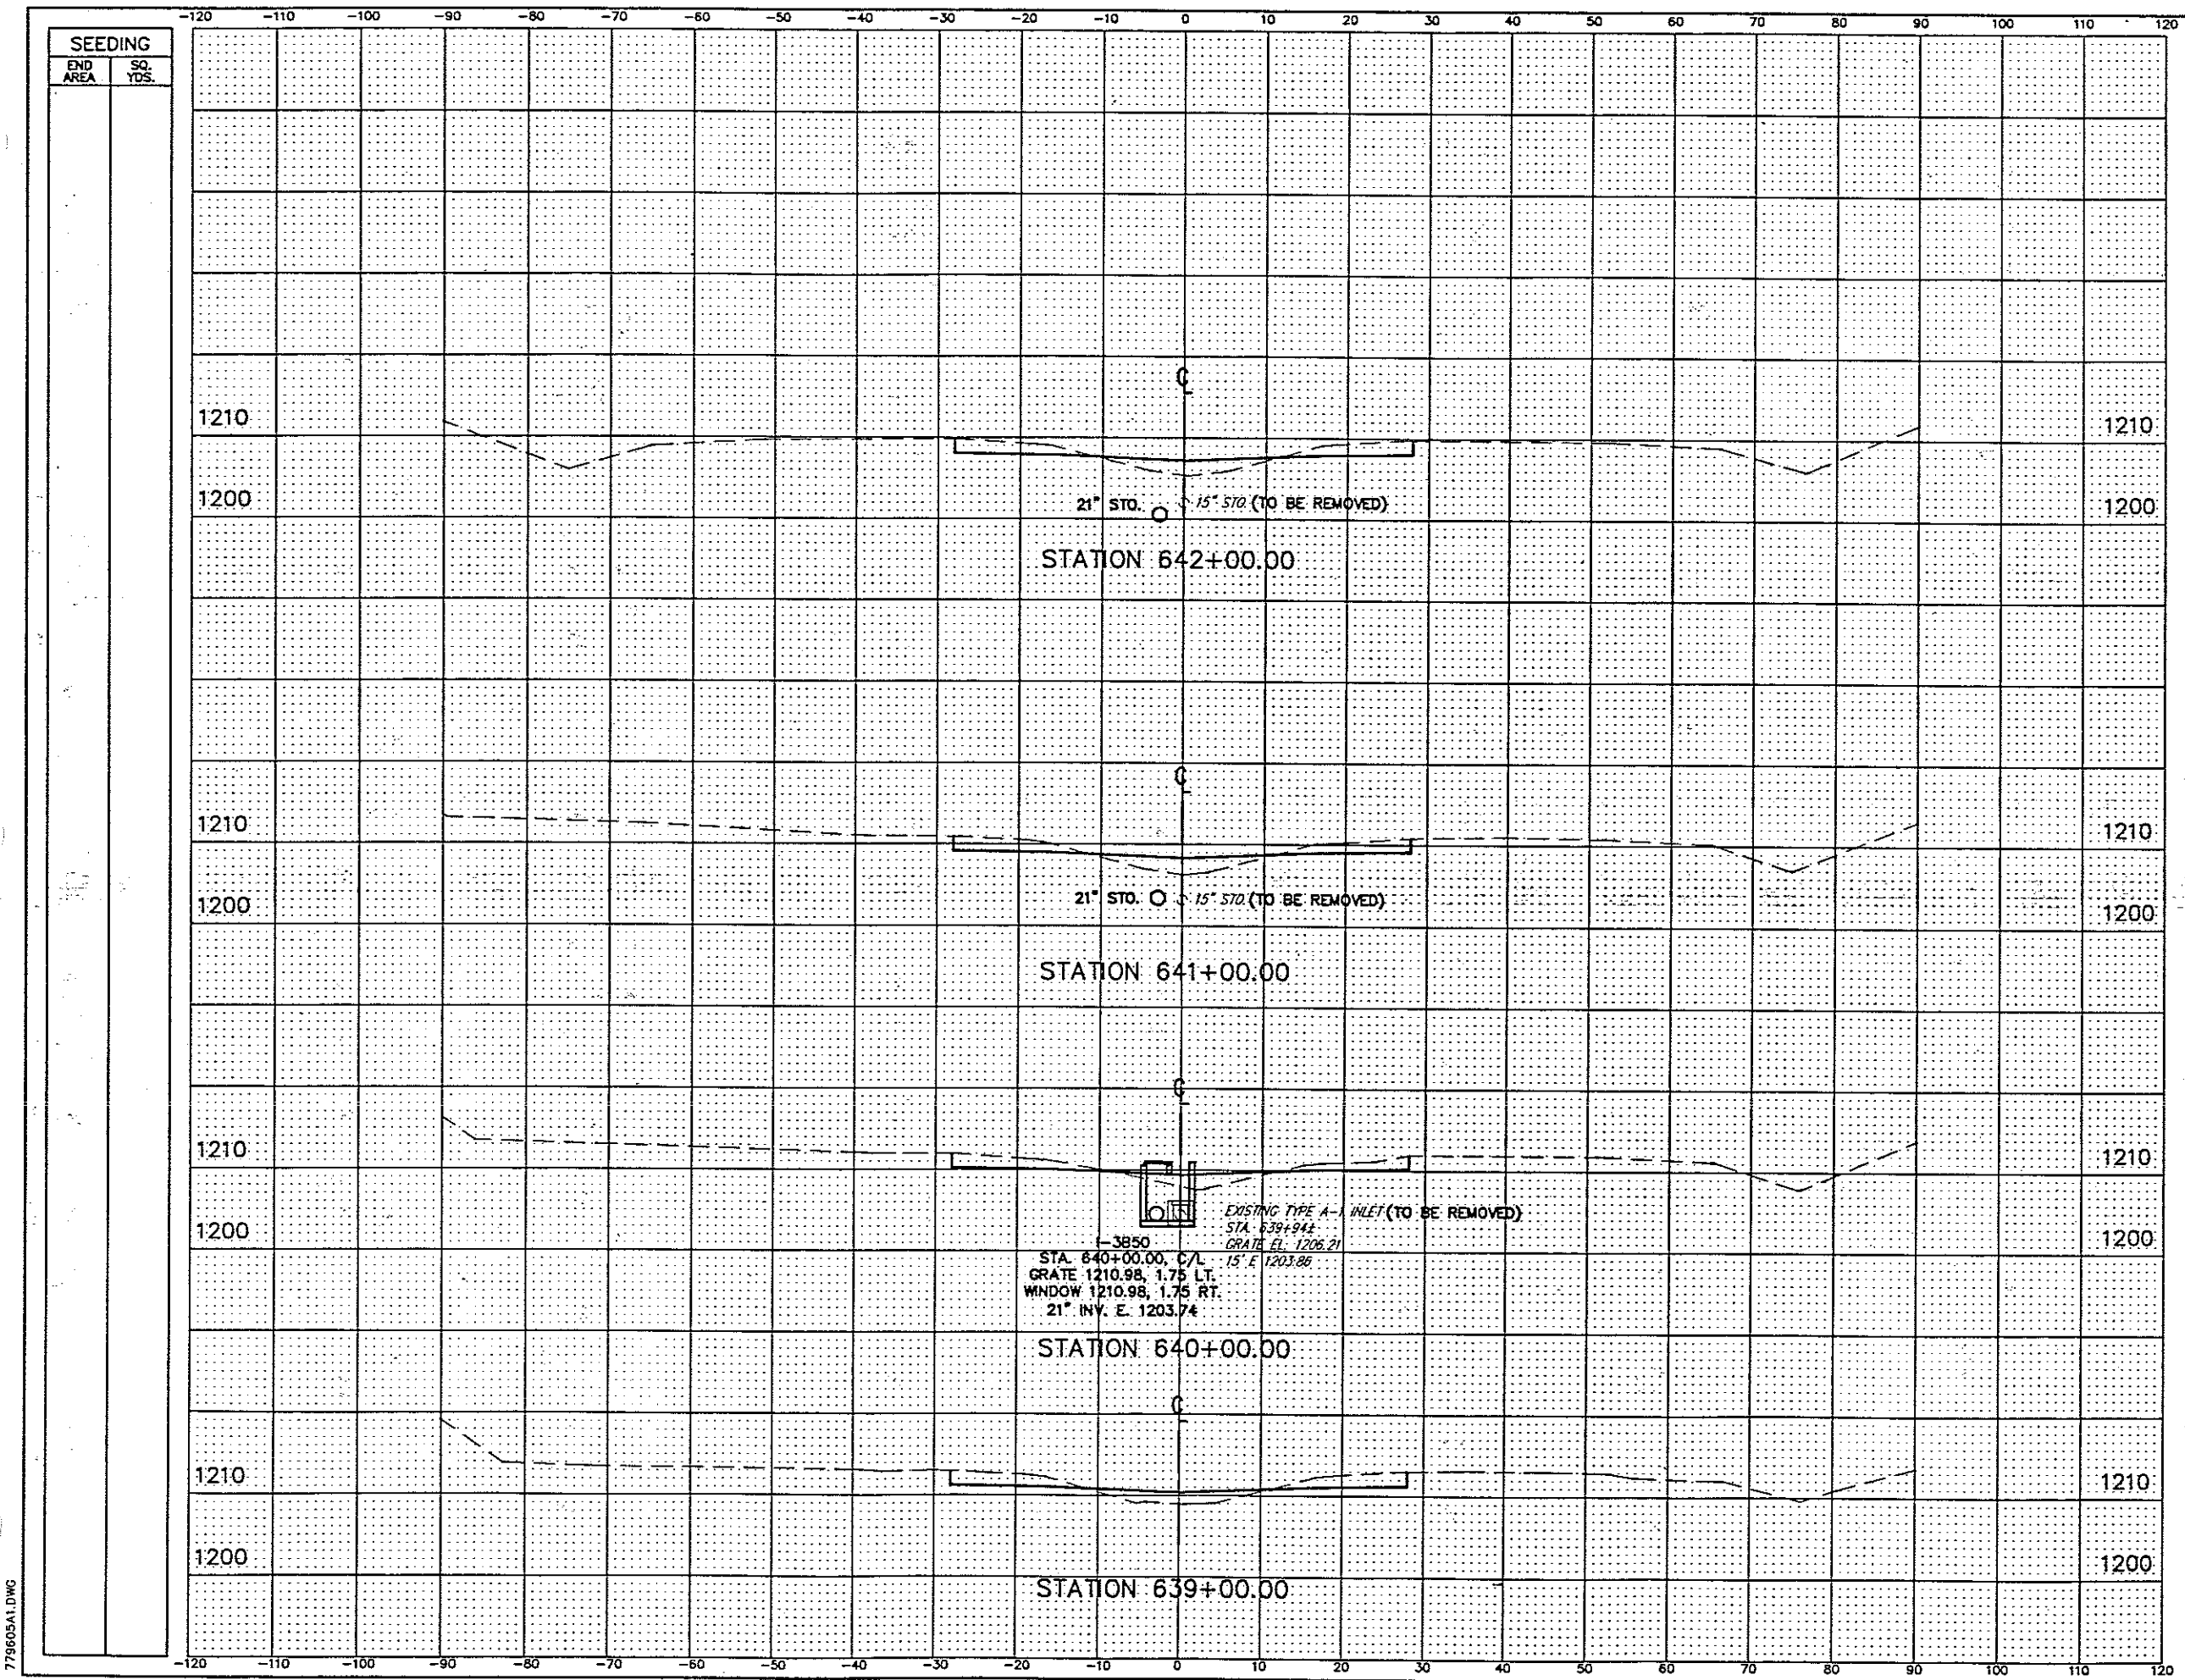 -120 -110 -100 -90 -80 -70 -60 -50 -40 -30 -20 -10 0 10 20 30 40 50 60 70 80 90 100 110 120
SEEDING
END AREA
SQ. YDS.
1210 1210
21" STO. 15" STO. (TO BE REMOVED)
1200 1200
STATION 642+00.00
1210 1210
21" STO. 15" STO. (TO BE REMOVED)
1200 1200
STATION 641+00.00
1210 1210
EXISTING TYPE A-1 INLET (TO BE REMOVED)
STA. 639+94±
GRATE EL. 1206.21
15" E 1203.86
1200 1200
I-3850
STA. 640+00.00, C/L
GRATE 1210.98, 1.75 LT.
WINDOW 1210.98, 1.75 RT.
21" INV. E. 1203.74
STATION 640+00.00
1210 1210
1200 1200
STATION 639+00.00
-120 -110 -100 -90 -80 -70 -60 -50 -40 -30 -20 -10 0 10 20 30 40 50 60 70 80 90 100 110 120
779605A1.DWG